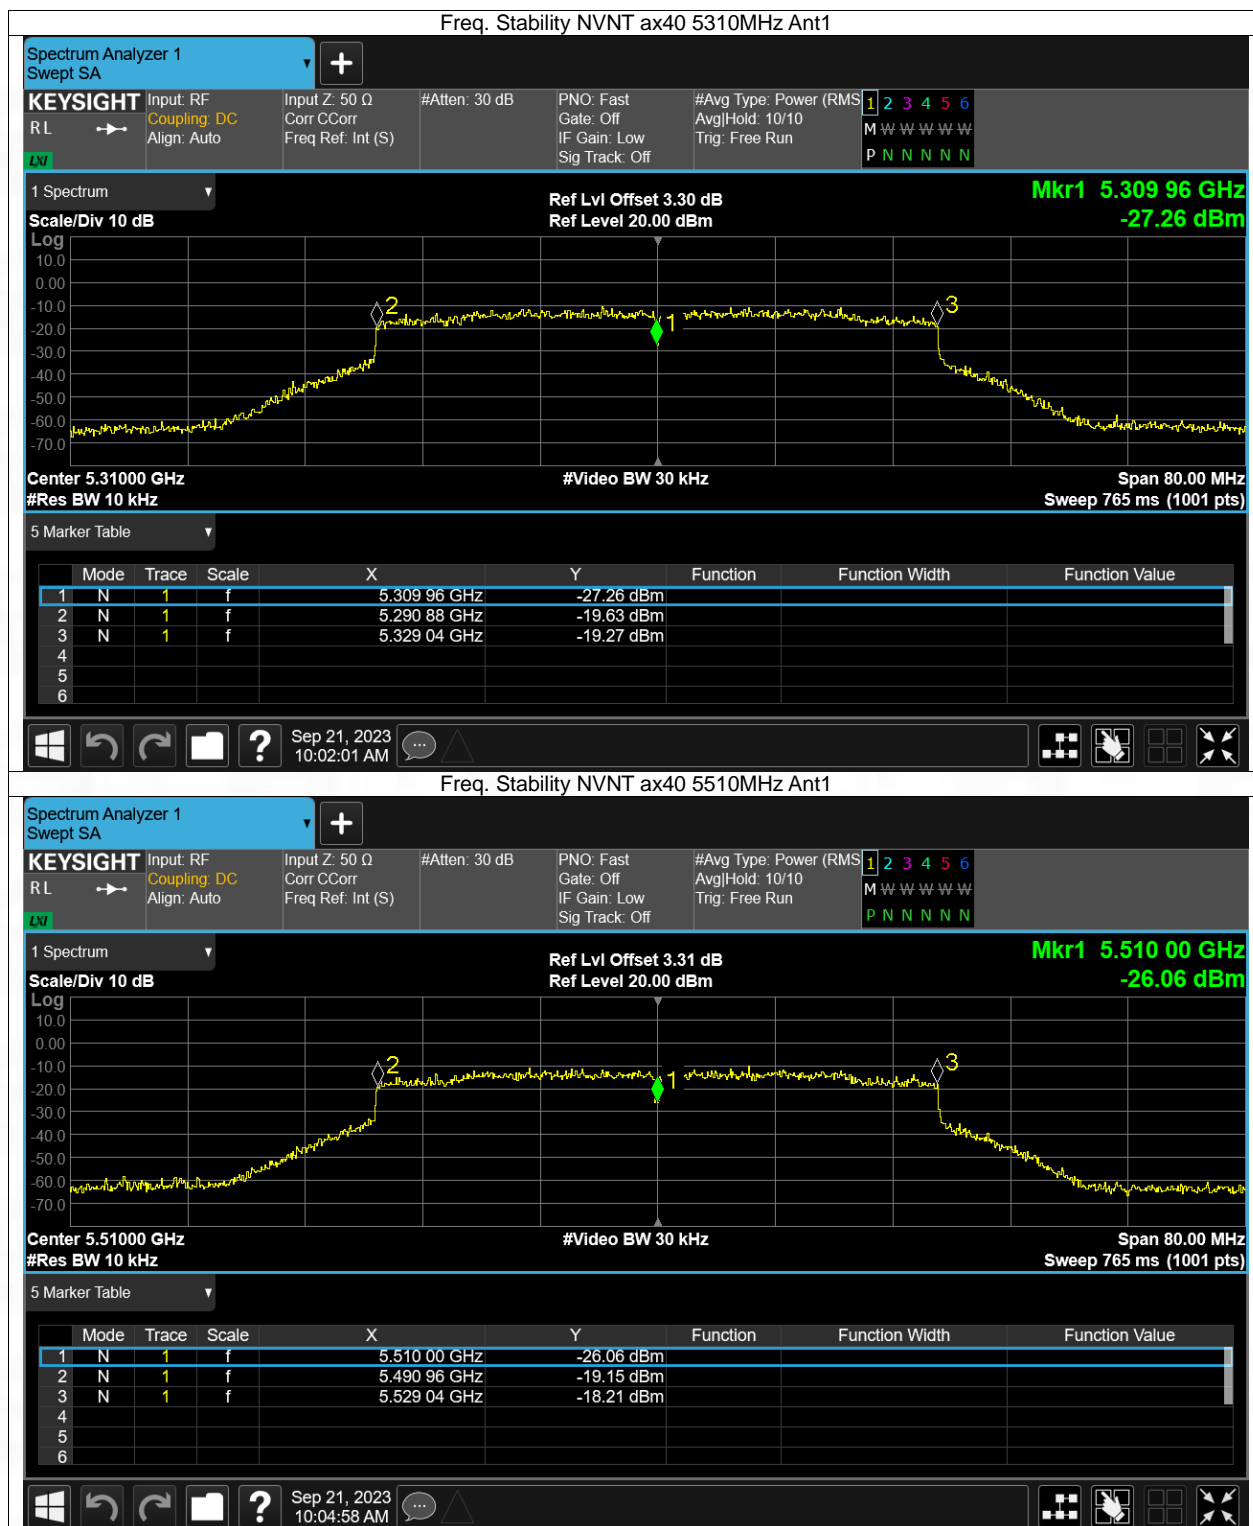 Freq. Stability NVNT ax40 5310MHz Ant1
Spectrum Analyzer 1
Swept SA
KEYSIGHT Input: RF Input Z: 50 Ω #Atten: 30 dB PNO: Fast #Avg Type: Power (RMS 1 2 3 4 5 6
RL Coupling: DC Corr CCorr Gate: Off Avg|Hold: 10/10 M W W W W W
Align: Auto Freq Ref: Int (S) IF Gain: Low Trig: Free Run
LXI Sig Track: Off P N N N N N
1 Spectrum Ref Lvl Offset 3.30 dB Mkr1 5.309 96 GHz
Scale/Div 10 dB Ref Level 20.00 dBm -27.26 dBm
Log
10.0
0.00
-10.0 2 3
-20.0 1
-30.0
-40.0
-50.0
-60.0
-70.0
Center 5.31000 GHz #Video BW 30 kHz Span 80.00 MHz
#Res BW 10 kHz Sweep 765 ms (1001 pts)
5 Marker Table
Mode Trace Scale X Y Function Function Width Function Value
1 N 1 f 5.309 96 GHz -27.26 dBm
2 N 1 f 5.290 88 GHz -19.63 dBm
3 N 1 f 5.329 04 GHz -19.27 dBm
4
5
6
? Sep 21, 2023
10:02:01 AM
Freq. Stability NVNT ax40 5510MHz Ant1
Spectrum Analyzer 1
Swept SA
KEYSIGHT Input: RF Input Z: 50 Ω #Atten: 30 dB PNO: Fast #Avg Type: Power (RMS 1 2 3 4 5 6
RL Coupling: DC Corr CCorr Gate: Off Avg|Hold: 10/10 M W W W W W
Align: Auto Freq Ref: Int (S) IF Gain: Low Trig: Free Run
LXI Sig Track: Off P N N N N N
1 Spectrum Ref Lvl Offset 3.31 dB Mkr1 5.510 00 GHz
Scale/Div 10 dB Ref Level 20.00 dBm -26.06 dBm
Log
10.0
0.00
-10.0 2 3
-20.0 1
-30.0
-40.0
-50.0
-60.0
-70.0
Center 5.51000 GHz #Video BW 30 kHz Span 80.00 MHz
#Res BW 10 kHz Sweep 765 ms (1001 pts)
5 Marker Table
Mode Trace Scale X Y Function Function Width Function Value
1 N 1 f 5.510 00 GHz -26.06 dBm
2 N 1 f 5.490 96 GHz -19.15 dBm
3 N 1 f 5.529 04 GHz -18.21 dBm
4
5
6
? Sep 21, 2023
10:04:58 AM